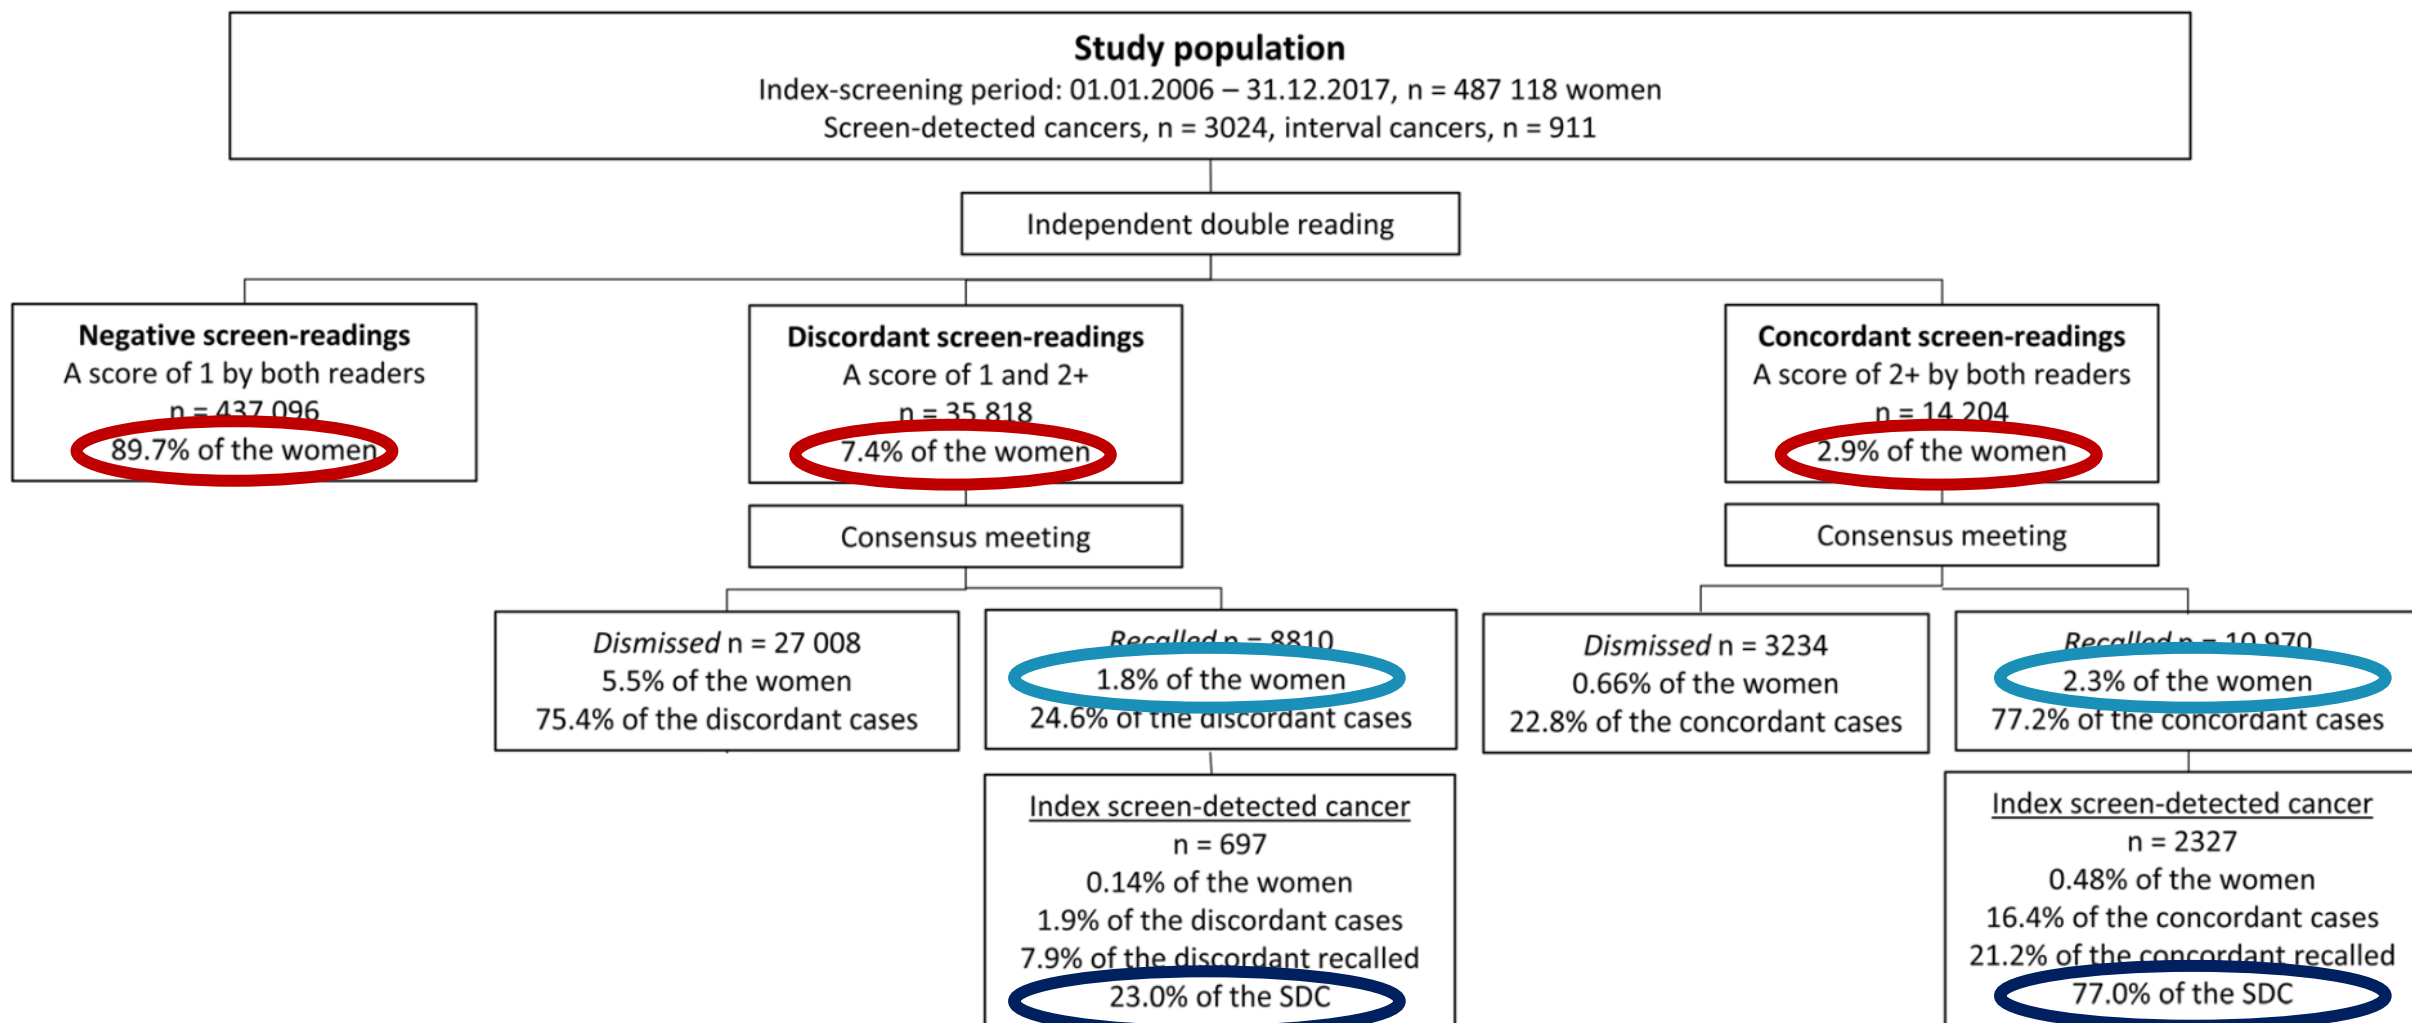 Study population
Index-screening period: 01.01.2006 – 31.12.2017, n = 487 118 women
Screen-detected cancers, n = 3024, interval cancers, n = 911
Independent double reading
Negative screen-readings
A score of 1 by both readers
n = 437 096
89.7% of the women
Discordant screen-readings
A score of 1 and 2+
n = 35 818
7.4% of the women
Concordant screen-readings
A score of 2+ by both readers
n = 14 204
2.9% of the women
Consensus meeting
Consensus meeting
Dismissed n = 27 008
5.5% of the women
75.4% of the discordant cases
Recalled n = 8810
1.8% of the women
24.6% of the discordant cases
Dismissed n = 3234
0.66% of the women
22.8% of the concordant cases
Recalled n = 10 970
2.3% of the women
77.2% of the concordant cases
Index screen-detected cancer
n = 697
0.14% of the women
1.9% of the discordant cases
7.9% of the discordant recalled
23.0% of the SDC
Index screen-detected cancer
n = 2327
0.48% of the women
16.4% of the concordant cases
21.2% of the concordant recalled
77.0% of the SDC